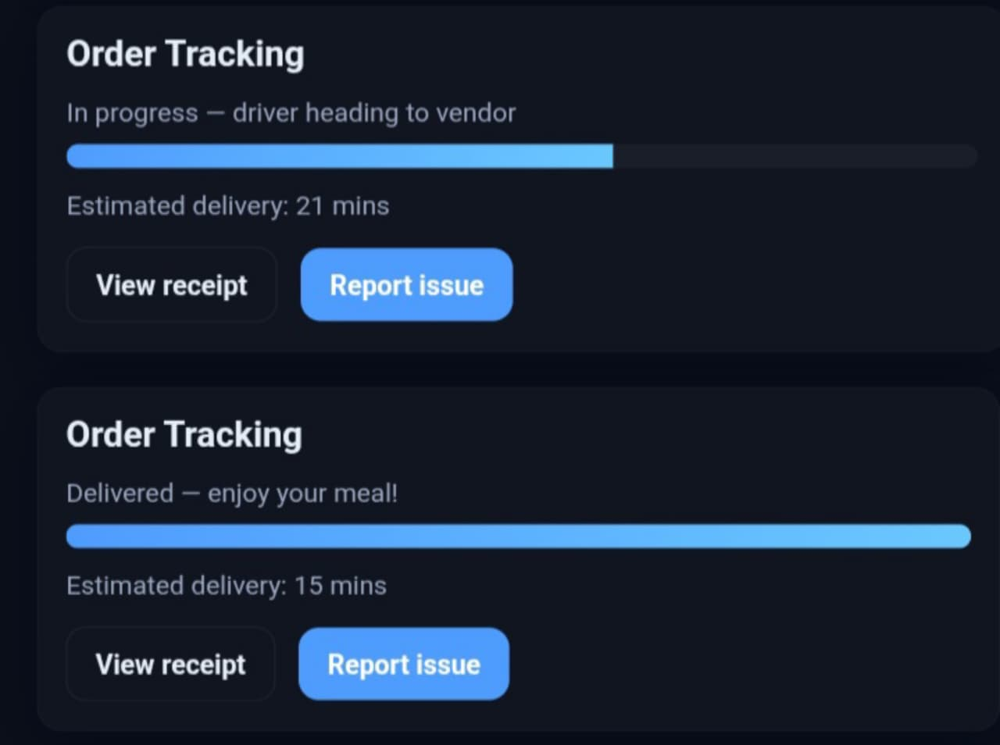 Order Tracking
In progress — driver heading to vendor
Estimated delivery: 21 mins
View receipt
Report issue
Order Tracking
Delivered — enjoy your meal!
Estimated delivery: 15 mins
View receipt
Report issue